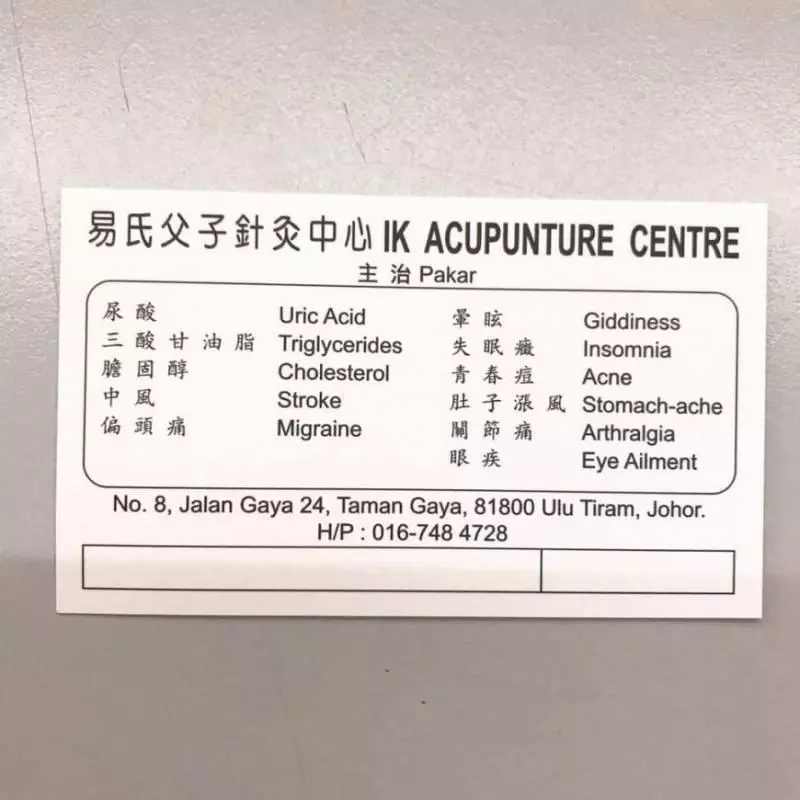 易氏父子針灸中心 IK ACUPUNTURE CENTRE
主治 Pakar
尿酸 Uric Acid
三酸甘油脂 Triglycerides
膽固醇 Cholesterol
中風 Stroke
偏頭痛 Migraine
暈眩 Giddiness
失眠癥 Insomnia
青春痘 Acne
肚子漲風 Stomach-ache
關節痛 Arthralgia
眼疾 Eye Ailment
No. 8, Jalan Gaya 24, Taman Gaya, 81800 Ulu Tiram, Johor.
H/P : 016-748 4728